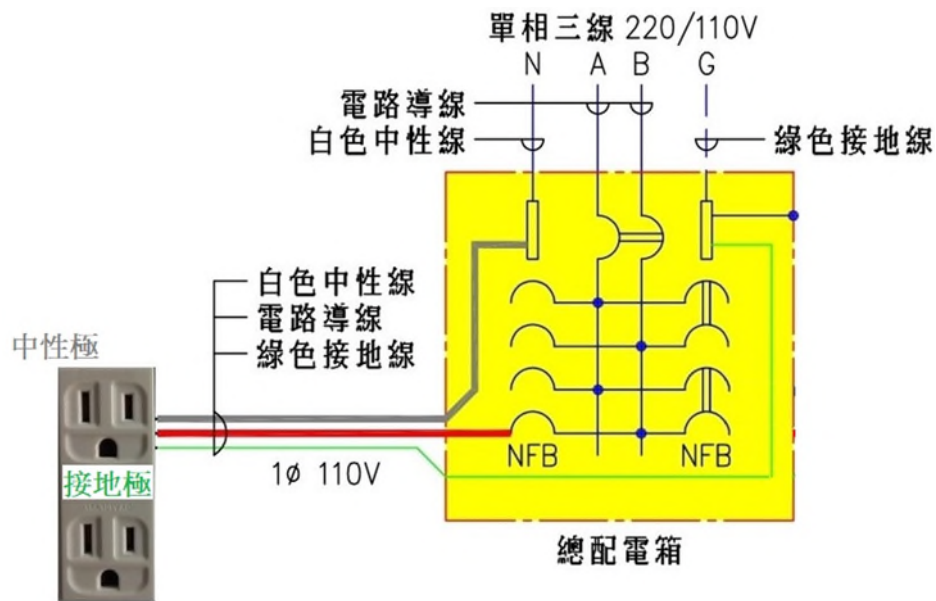 單相三線 220/110V
N A B G
電路導線
白色中性線
綠色接地線
白色中性線
電路導線
綠色接地線
中性極
接地極
1ø 110V
NFB NFB
總配電箱